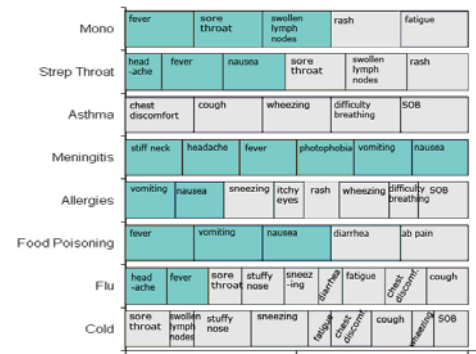 Mono
fever
sore throat
swollen lymph nodes
rash
fatigue
Strep Throat
head -ache
fever
nausea
sore throat
swollen lymph nodes
rash
Asthma
chest discomfort
cough
wheezing
difficulty breathing
SOB
Meningitis
stiff neck
headache
fever
photophobia
vomiting
nausea
Allergies
vomiting
nausea
sneezing
itchy eyes
rash
wheezing
difficulty breathing
SOB
Food Poisoning
fever
vomiting
nausea
diarrhea
ab pain
Flu
head -ache
fever
sore throat
stuffy nose
sneez -ing
diarrhea
fatigue
chest discomf.
cough
Cold
sore throat
swollen lymph nodes
stuffy nose
sneezing
fatigue
chest discomf.
cough
wheezing
SOB